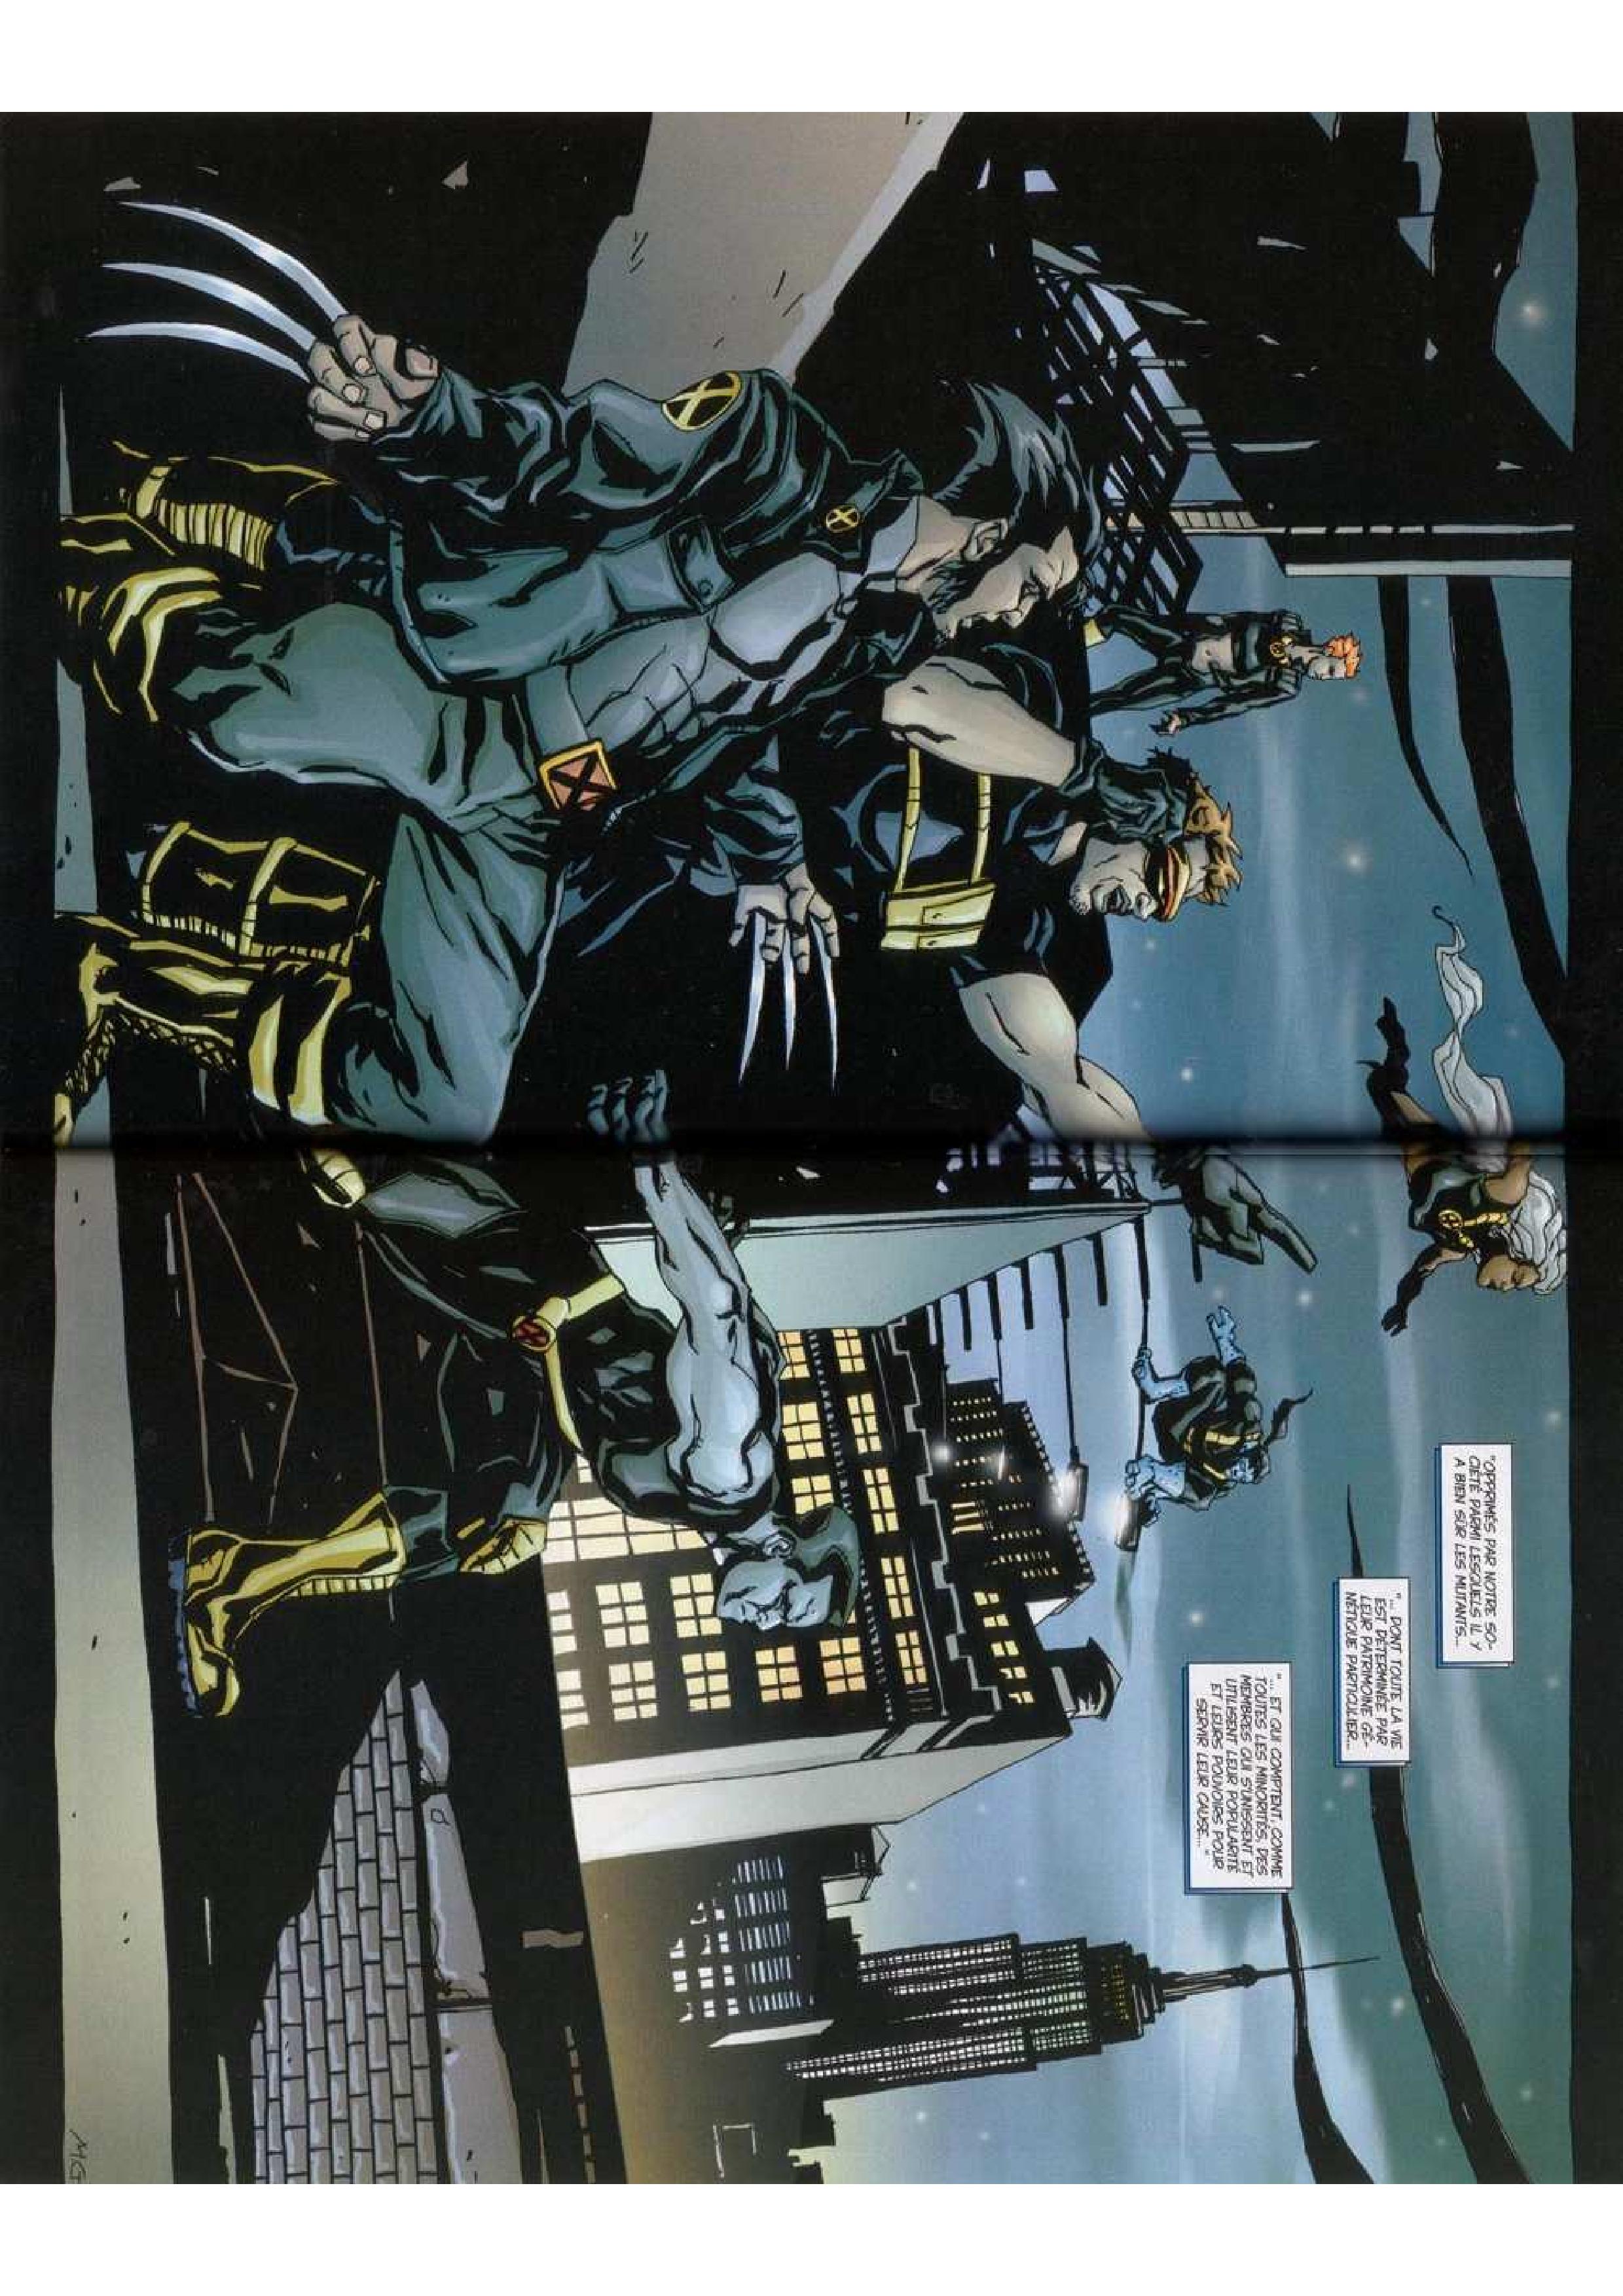 "OPPRIMÉS PAR NOTRE SO-
CIÉTÉ PARMI LESQUELS IL Y
A BIEN SÛR LES MUTANTS...
"... DONT TOUTE LA VIE
EST DÉTERMINÉE PAR
LEUR PATRIMOINE GÉ-
NÉTIQUE PARTICULIER...
"... ET QUI COMPTENT, COMME
TOUTES LES MINORITÉS, DES
MEMBRES QUI S'UNISSENT ET
UTILISENT LEUR POPULARITÉ
ET LEURS POUVOIRS POUR
SERVIR LEUR CAUSE..."
MG